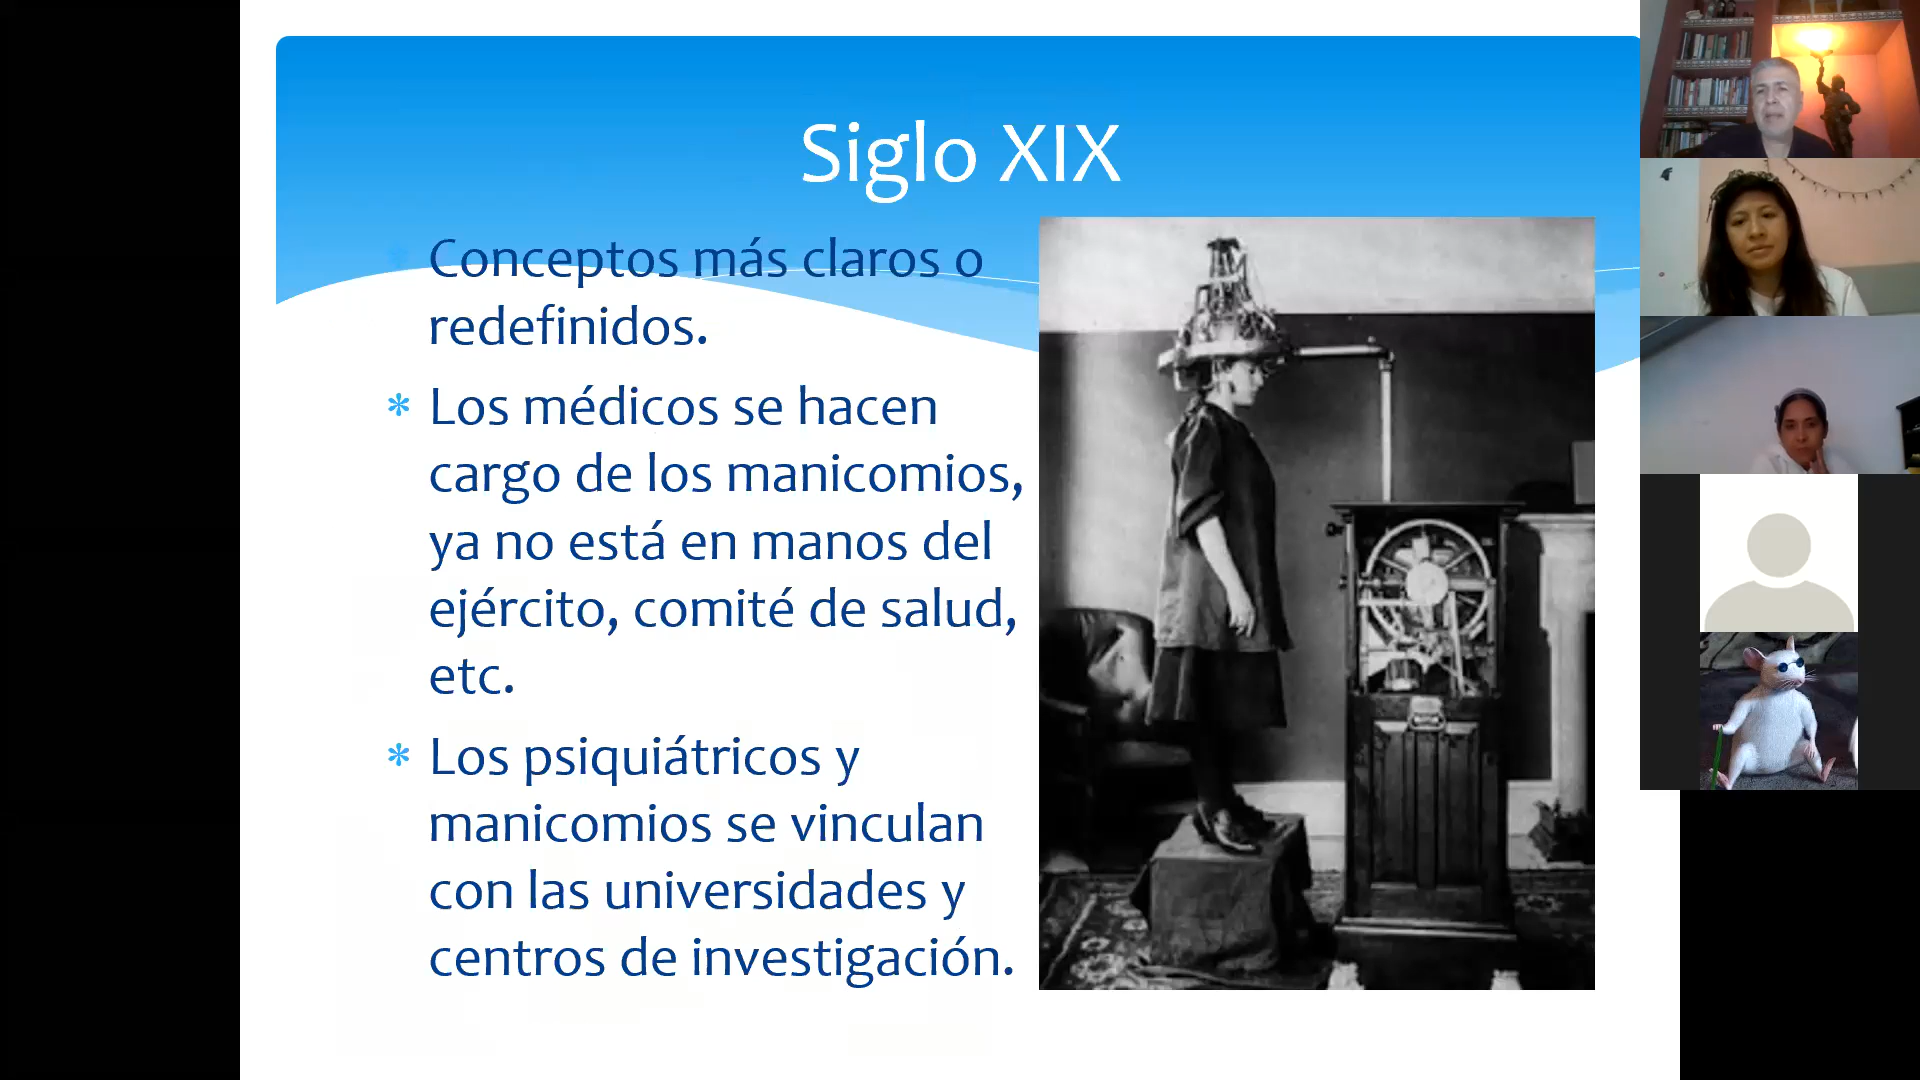 Siglo XIX
Conceptos más claros o
redefinidos.
* Los médicos se hacen
cargo de los manicomios,
ya no está en manos del
ejército, comité de salud,
etc.
* Los psiquiátricos y
manicomios se vinculan
con las universidades y
centros de investigación.